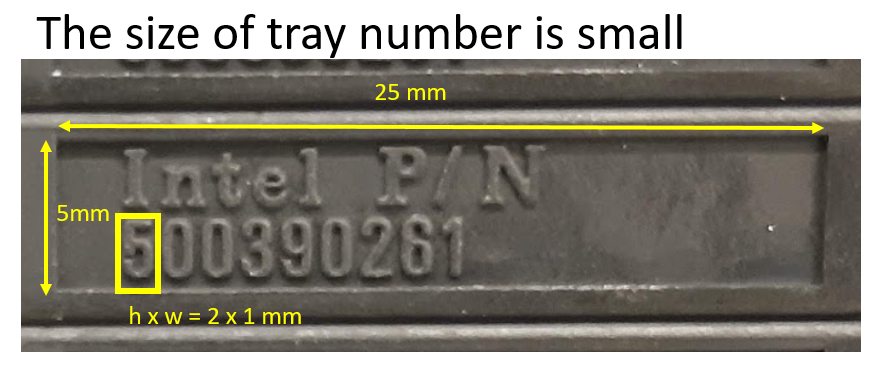 The size of tray number is small
25 mm
Intel P/N
5mm
500390261
h x w = 2 x 1 mm